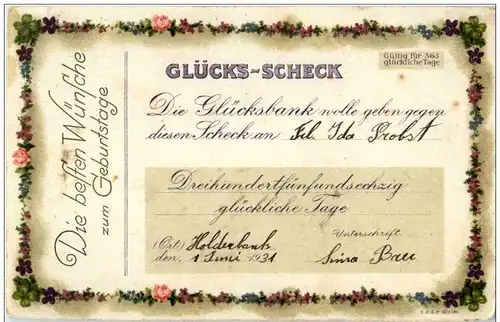 Die besten Wünsche
zum Geburtstage
Gültig für 365
glückliche Tage
GLÜCKS-SCHECK
Die Glücksbank wolle geben gegen
diesen Scheck an Frl. Ida Probst
Dreihundertfünfundsechzig
glückliche Tage
(Ort) Holderbank
Unterschrift
den, 1 Juni 1931
Bau